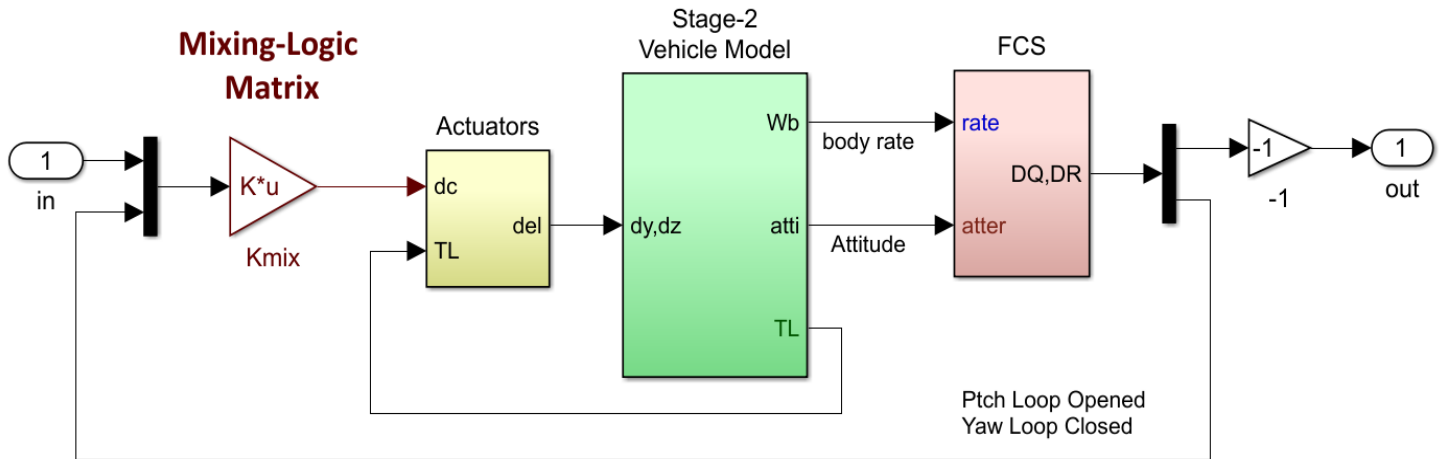 Mixing-Logic
Matrix
Stage-2
Vehicle Model
FCS
Actuators
1
in
K*u
Kmix
dc
TL
del
dy,dz
Wb
atti
TL
body rate
Attitude
rate
atter
DQ,DR
-1
-1
1
out
Ptch Loop Opened
Yaw Loop Closed